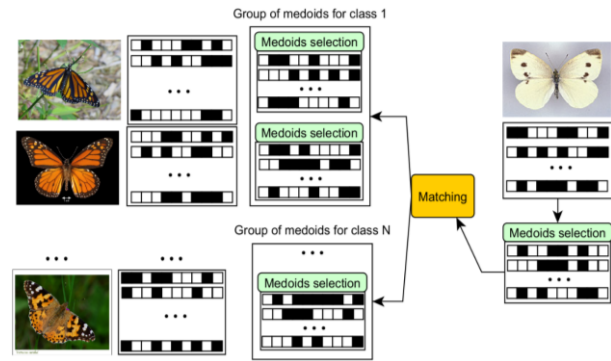 Group of medoids for class 1
Medoids selection
• • •
• • •
Medoids selection
• • •
• • •
Matching
• • •
Medoids selection
• • •
Group of medoids for class N
• • •
• • •
• • •
Medoids selection
• • •
• • •